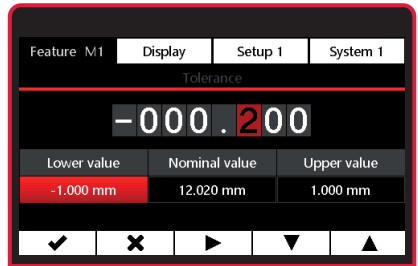 Feature M1 Display Setup 1 System 1
Tolerance
-000.200
Lower value Nominal value Upper value
-1.000 mm 12.020 mm 1.000 mm